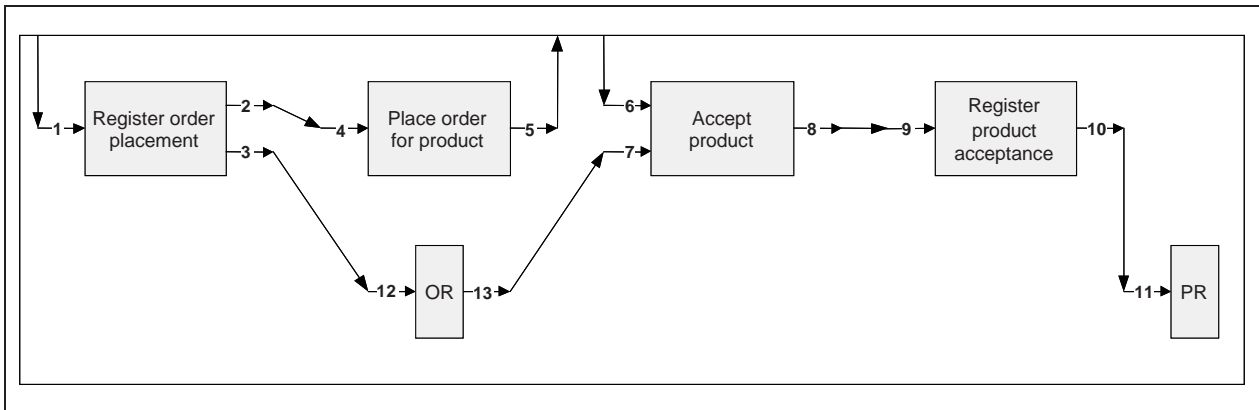 1
Register order
placement
2
3
4
Place order
for product
5
6
7
Accept
product
8
9
Register
product
acceptance
10
12
OR
13
11
PR